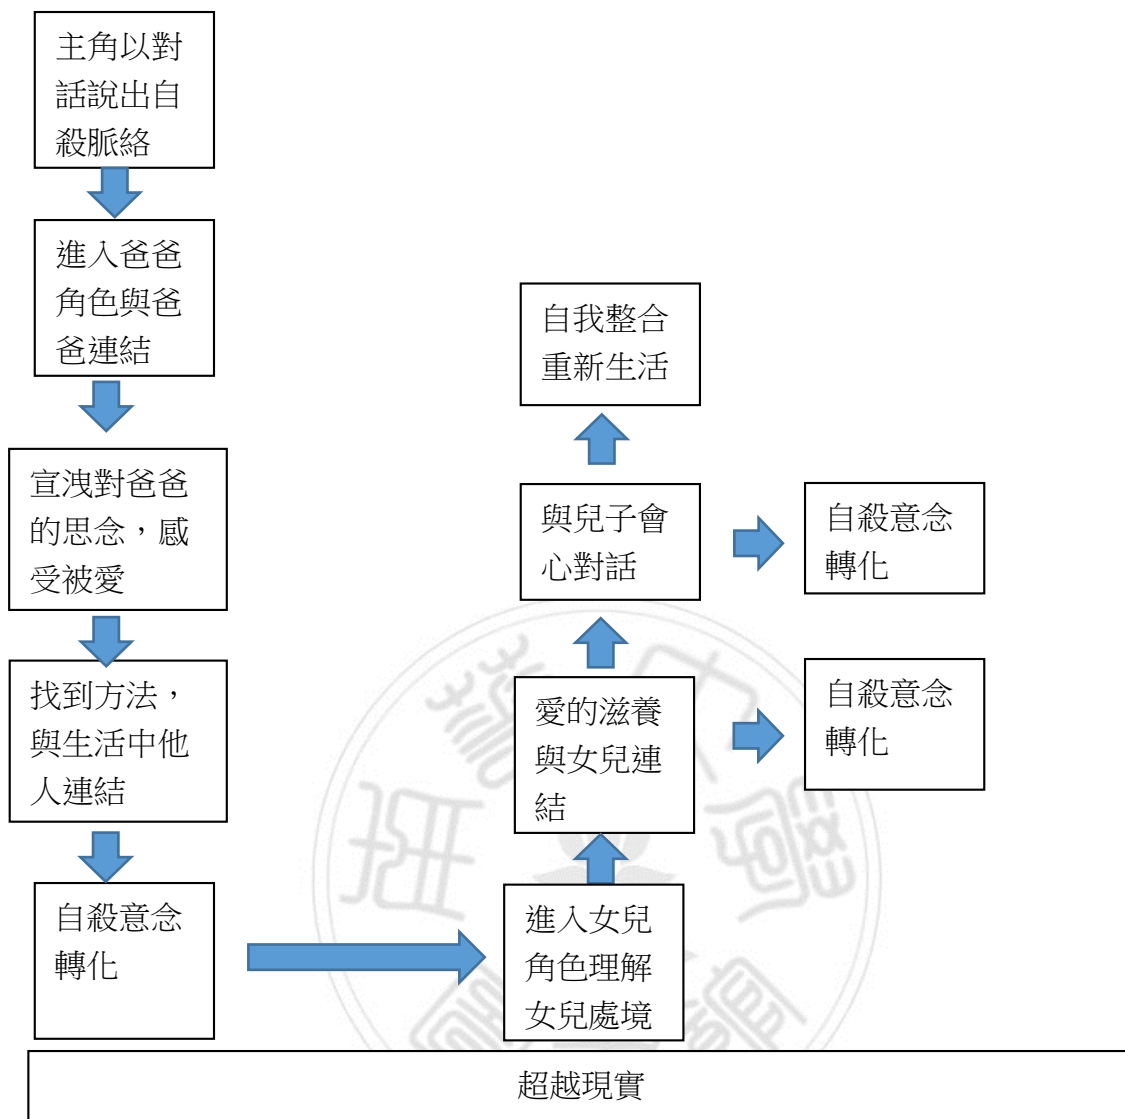 主角以對
話說出自
殺脈絡
進入爸爸
角色與爸
爸連結
宣洩對爸爸
的思念，感
受被愛
找到方法，
與生活中他
人連結
自殺意念
轉化
進入女兒
角色理解
女兒處境
愛的滋養
與女兒連
結
自殺意念
轉化
與兒子會
心對話
自殺意念
轉化
自我整合
重新生活
超越現實